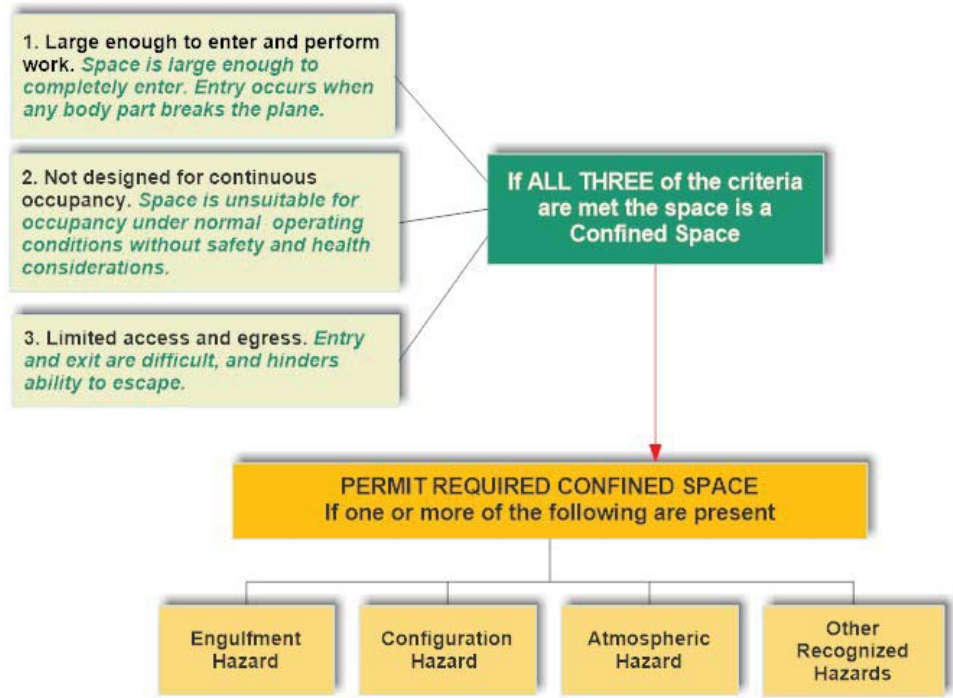 1. Large enough to enter and perform
work. Space is large enough to
completely enter. Entry occurs when
any body part breaks the plane.
2. Not designed for continuous
occupancy. Space is unsuitable for
occupancy under normal operating
conditions without safety and health
considerations.
3. Limited access and egress. Entry
and exit are difficult, and hinders
ability to escape.
If ALL THREE of the criteria
are met the space is a
Confined Space
PERMIT REQUIRED CONFINED SPACE
If one or more of the following are present
Engulfment
Hazard
Configuration
Hazard
Atmospheric
Hazard
Other
Recognized
Hazards